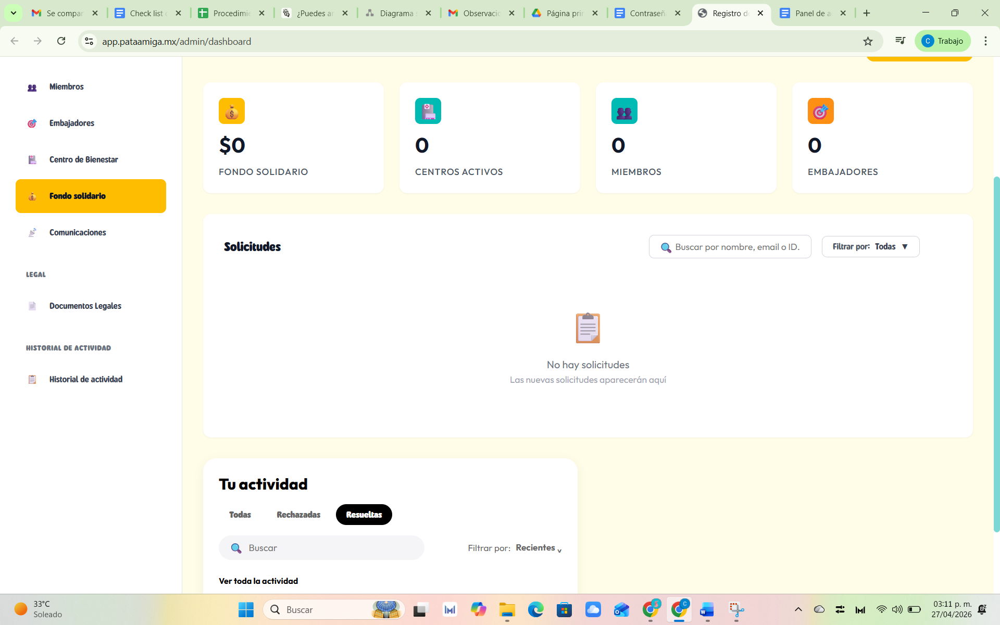 Se compar
Check list
Procedimie
¿Puedes ar
Diagrama s
Observacio
Página prin
Contraseña
Registro de
Panel de a
app.pataamiga.mx/admin/dashboard
C Trabajo
Miembros
Embajadores
Centro de Bienestar
Fondo solidario
Comunicaciones
LEGAL
Documentos Legales
HISTORIAL DE ACTIVIDAD
Historial de actividad
$0
FONDO SOLIDARIO
0
CENTROS ACTIVOS
0
MIEMBROS
0
EMBAJADORES
Solicitudes
Buscar por nombre, email o ID.
Filtrar por: Todas ▼
No hay solicitudes
Las nuevas solicitudes aparecerán aquí
Tu actividad
Todas
Rechazadas
Resueltas
Buscar
Filtrar por: Recientes
Ver toda la actividad
33°C
Soleado
Buscar
03:11 p. m.
27/04/2026